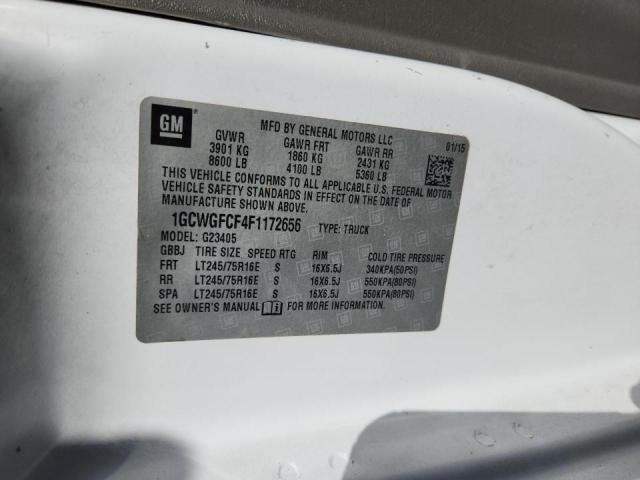 GM
MFD BY GENERAL MOTORS LLC
01/15
GVWR GAWR FRT GAWR RR
3901 KG 1860 KG 2431 KG
8600 LB 4100 LB 5360 LB
THIS VEHICLE CONFORMS TO ALL APPLICABLE U.S. FEDERAL MOTOR
VEHICLE SAFETY STANDARDS IN EFFECT ON THE DATE OF
MANUFACTURE SHOWN ABOVE.
1GCWGFCF4F1172656 TYPE: TRUCK
MODEL: G23405
GBBJ TIRE SIZE SPEED RTG RIM COLD TIRE PRESSURE
FRT LT245/75R16E S 16X6.5J 340KPA(50PSI)
RR LT245/75R16E S 16X6.5J 550KPA(80PSI)
SPA LT245/75R16E S 16X6.5J 550KPA(80PSI)
SEE OWNER'S MANUAL FOR MORE INFORMATION.